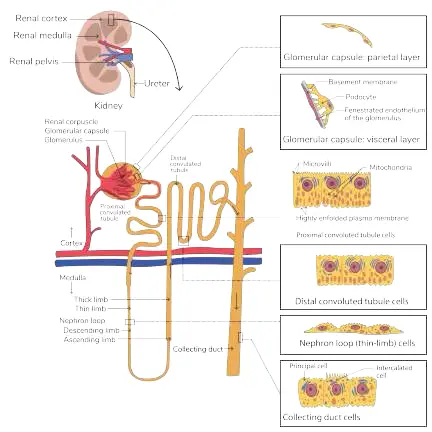 Renal cortex
Renal medulla
Renal pelvis
Ureter
Kidney
Glomerular capsule: parietal layer
Basement membrane
Podocyte
Fenestrated endothelium
of the glomerulus
Glomerular capsule: visceral layer
Renal corpuscle
Glomerular capsule
Glomerulus
Distal
convoluted
tubule
Proximal
convoluted
tubule
Microvilli
Mitochondria
Highly enfolded plasma membrane
Proximal convoluted tubule cells
Cortex
Medulla
Distal convoluted tubule cells
Thick limb
Thin limb
Nephron loop
Descending limb
Ascending limb
Collecting duct
Nephron loop (thin-limb) cells
Principal cell
Intercalated
cell
Collecting duct cells